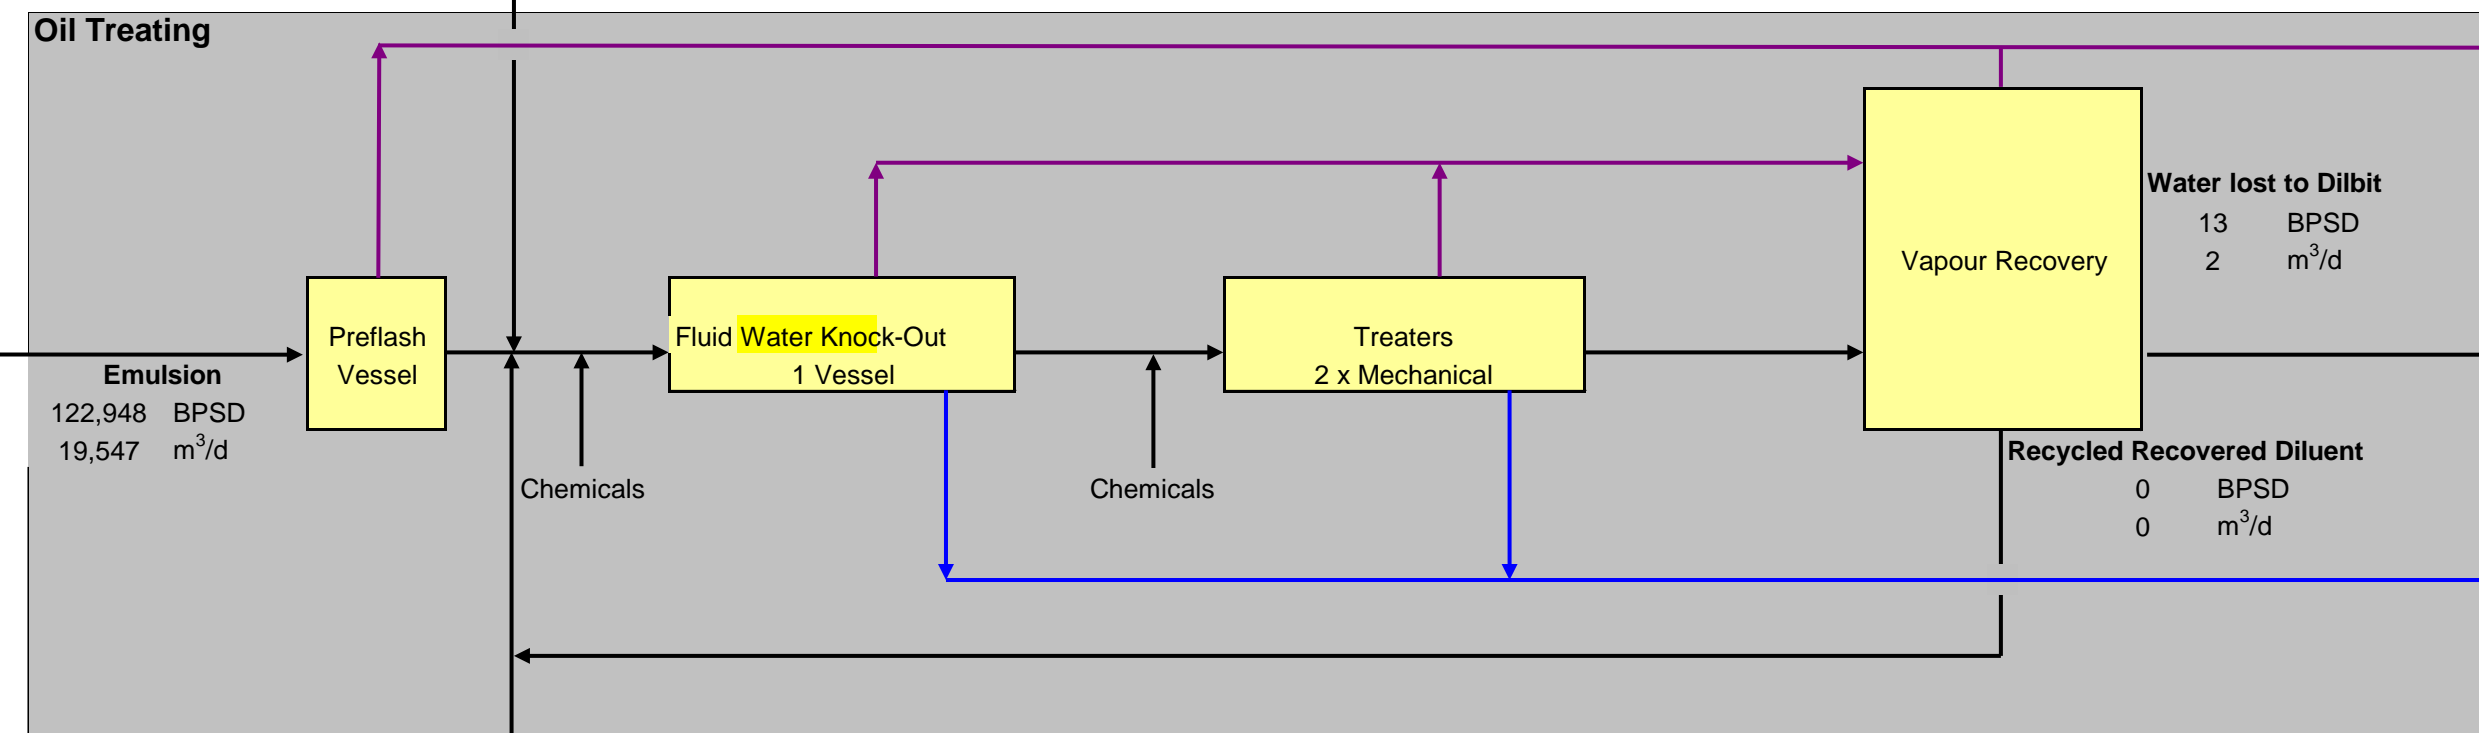 Oil Treating
Water lost to Dilbit
13 BPSD
2 m³/d
Vapour Recovery
Preflash
Vessel
Fluid Water Knock-Out
1 Vessel
Treaters
2 x Mechanical
Emulsion
122,948 BPSD
19,547 m³/d
Chemicals
Chemicals
Recycled Recovered Diluent
0 BPSD
0 m³/d